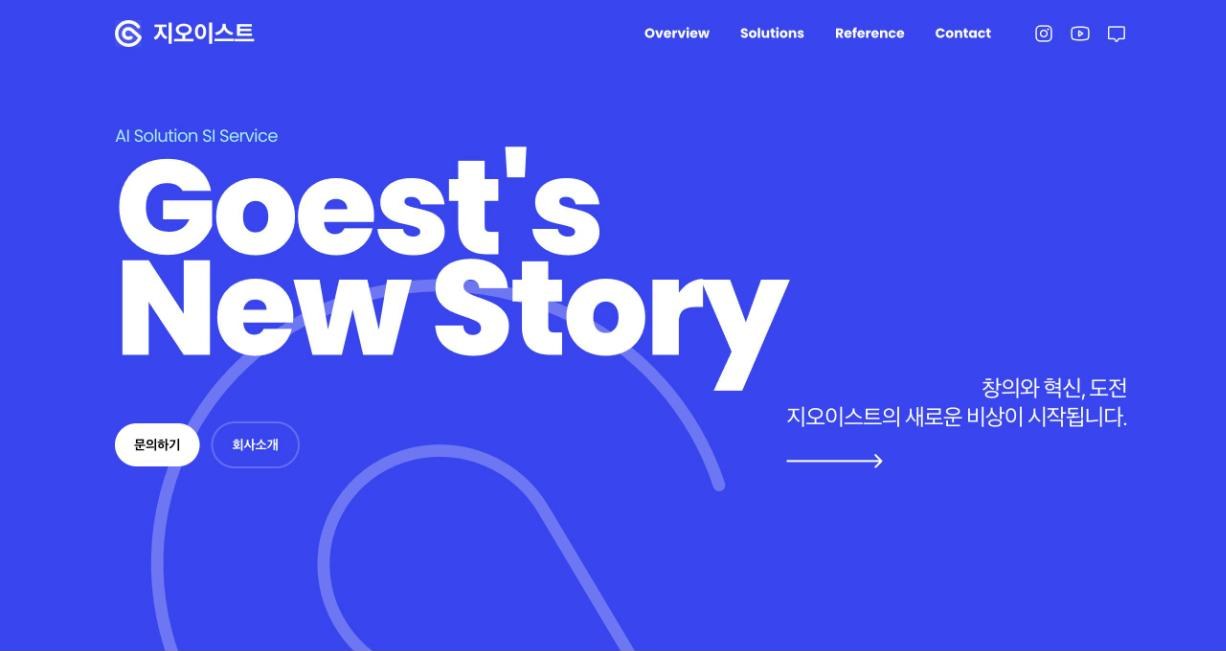 지오이스트
Overview Solutions Reference Contact
AI Solution SI Service
Goest's
New Story
창의와 혁신, 도전
지오이스트의 새로운 비상이 시작됩니다.
문의하기 회사소개